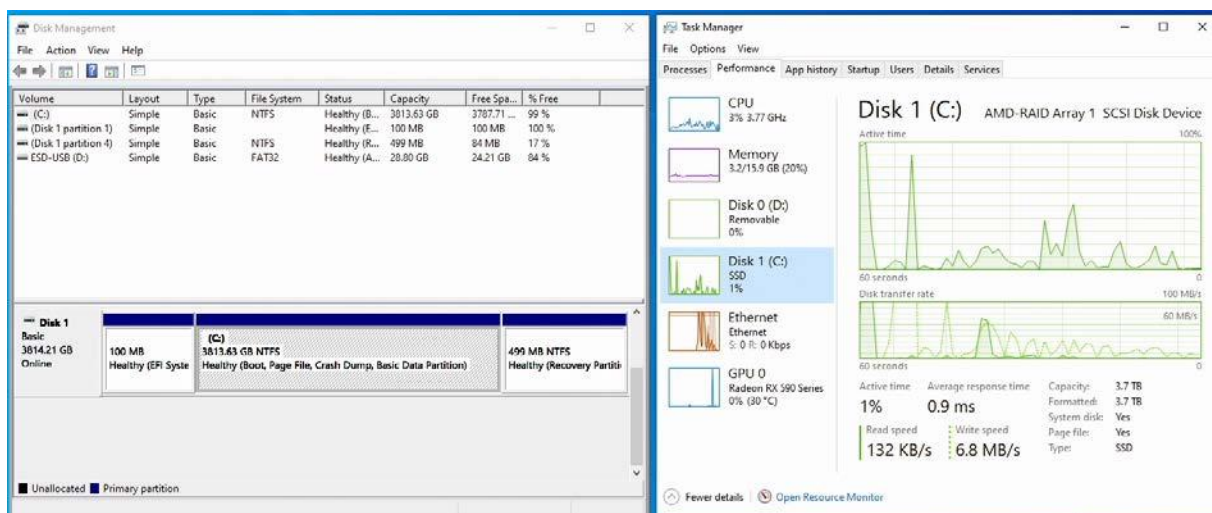 Disk Management
File Action View Help
Volume Layout Type File System Status Capacity Free Spa... % Free
(C:) Simple Basic NTFS Healthy (B... 3813.63 GB 3787.71 ... 99 %
(Disk 1 partition 1) Simple Basic Healthy (E... 100 MB 100 MB 100 %
(Disk 1 partition 4) Simple Basic NTFS Healthy (R... 499 MB 84 MB 17 %
ESD-USB (D:) Simple Basic FAT32 Healthy (A... 28.80 GB 24.21 GB 84 %
Disk 1
Basic
3814.21 GB
Online
100 MB
Healthy (EFI Syste
(C:)
3813.63 GB NTFS
Healthy (Boot, Page File, Crash Dump, Basic Data Partition)
499 MB NTFS
Healthy (Recovery Partiti
Unallocated Primary partition
Task Manager
File Options View
Processes Performance App history Startup Users Details Services
CPU
3% 3.77 GHz
Memory
3.2/15.9 GB (20%)
Disk 0 (D:)
Removable
0%
Disk 1 (C:)
SSD
1%
Ethernet
Ethernet
S: 0 R: 0 Kbps
GPU 0
Radeon RX 590 Series
0% (30 °C)
Disk 1 (C:) AMD-RAID Array 1 SCSI Disk Device
Active time 100%
60 seconds 0
Disk transfer rate 100 MB/s
60 MB/s
60 seconds 0
Active time Average response time
1% 0.9 ms
Read speed Write speed
132 KB/s 6.8 MB/s
Capacity: 3.7 TB
Formatted: 3.7 TB
System disk: Yes
Page file: Yes
Type: SSD
Fewer details Open Resource Monitor